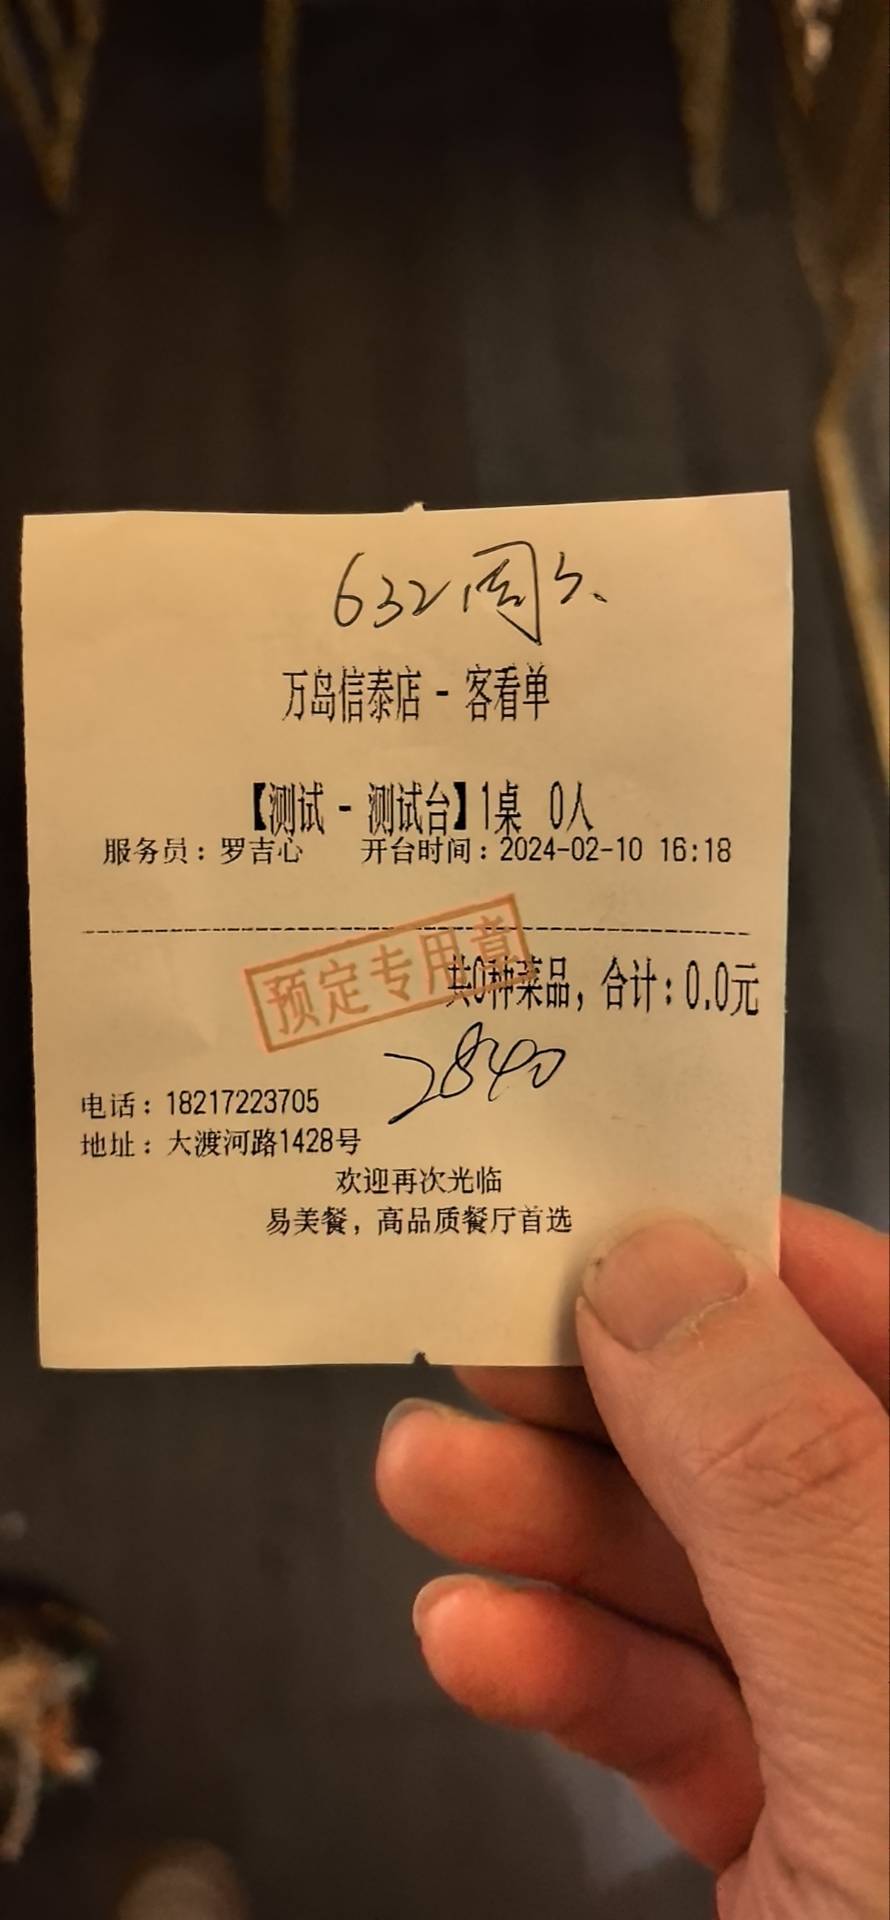 632周
万岛信泰店 - 客看单
【测试 - 测试台】1桌 0人
服务员：罗吉心 开台时间：2024-02-10 16:18
预定专用章
共0种菜品，合计：0.0元
2840
电话：18217223705
地址：大渡河路1428号
欢迎再次光临
易美餐，高品质餐厅首选